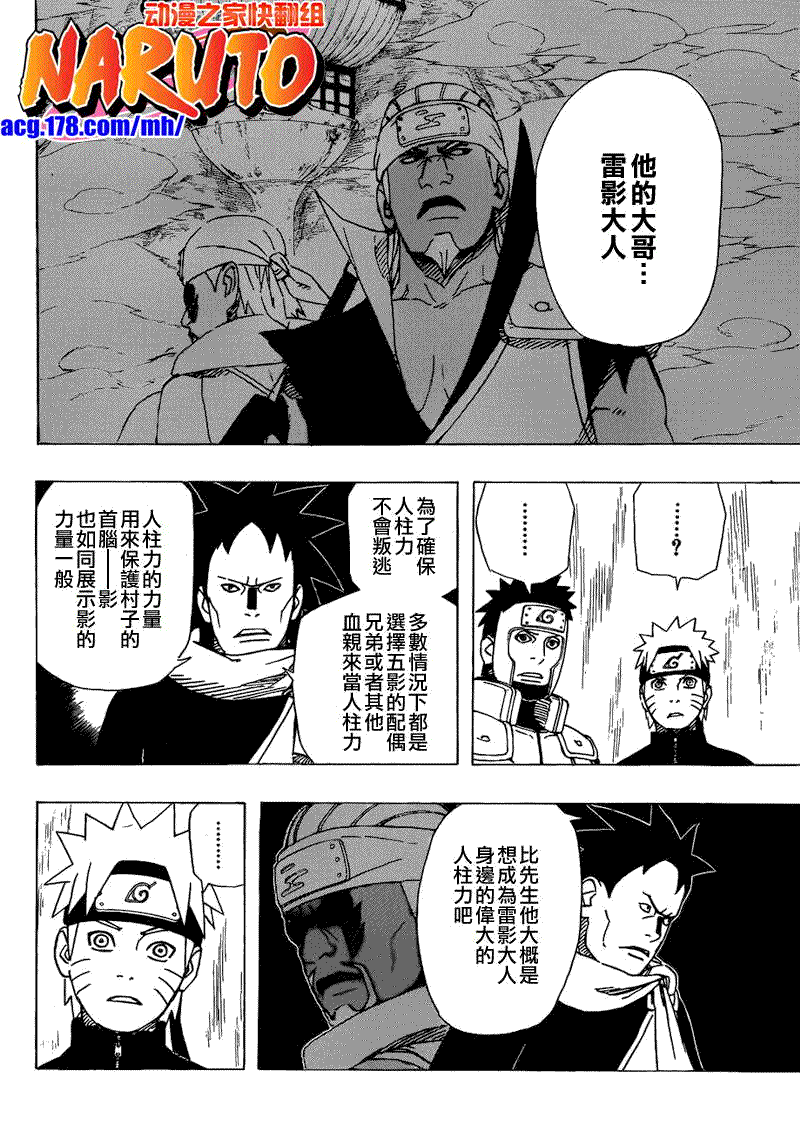 动漫之家快翻组
NARUTO
acg.178.com/mh/
他的大哥…
雷影大人
………?
………
為了確保
人柱力
不會叛逃
多數情況下都是
選擇五影的配偶
兄弟或者其他
血親來當人柱力
人柱力的力量
用來保護村子的
首腦——影
也如同展示影的
力量一般
比先生他大概是
想成為雷影大人
身邊的偉大的
人柱力吧
………